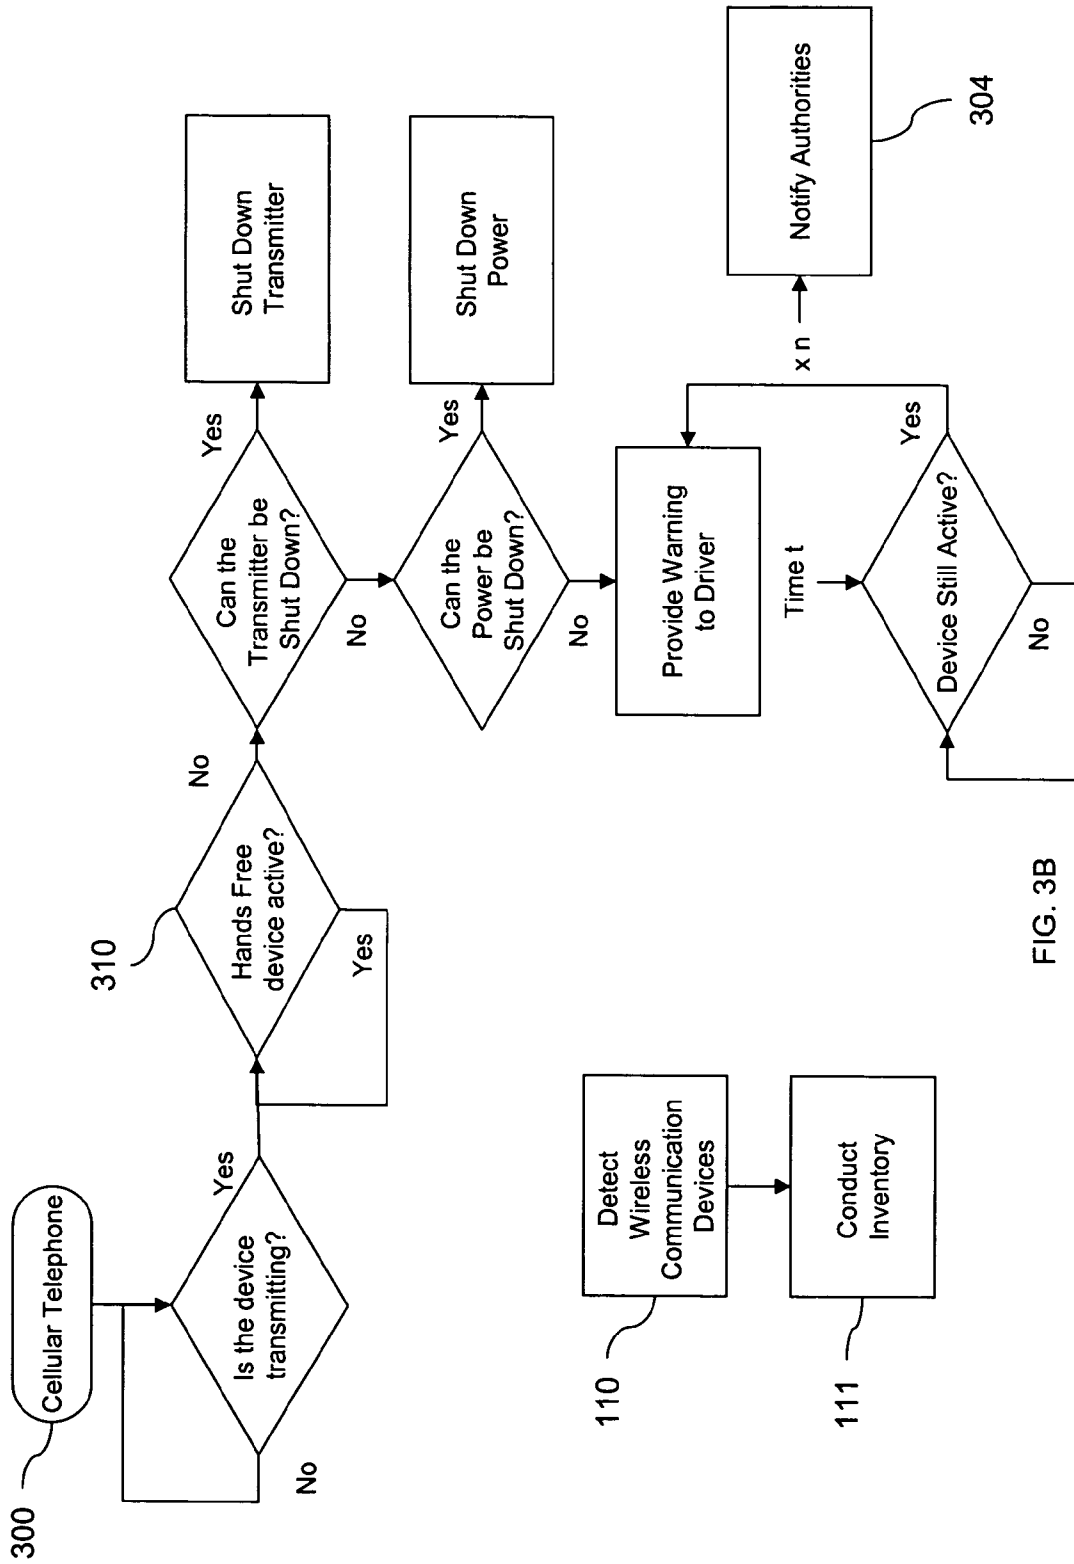 300
Cellular Telephone
Is the device
transmitting?
No
Yes
310
Hands Free
device active?
Yes
No
Can the
Transmitter be
Shut Down?
Yes
Shut Down
Transmitter
No
Can the
Power be
Shut Down?
Yes
Shut Down
Power
No
Provide Warning
to Driver
Time t
Device Still Active?
Yes
No
x n
Notify Authorities
304
110
Detect
Wireless
Communication
Devices
111
Conduct
Inventory
FIG. 3B